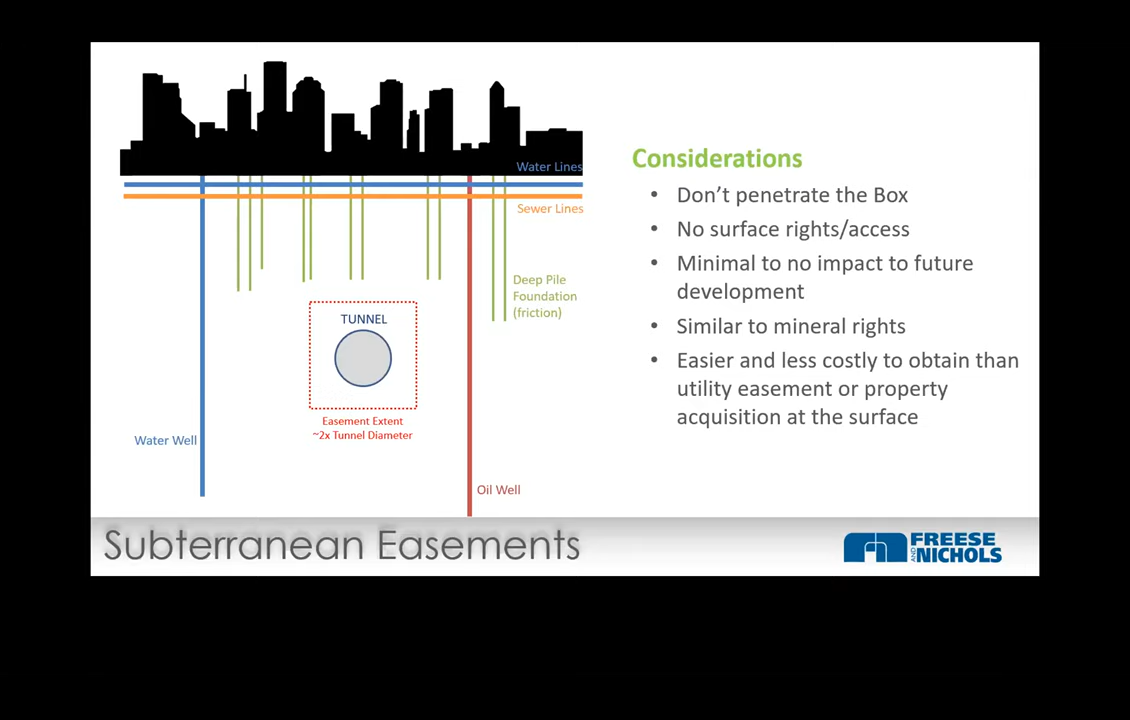 Water Lines
Sewer Lines
Deep Pile
Foundation
(friction)
TUNNEL
Easement Extent
~2x Tunnel Diameter
Water Well
Oil Well
Considerations
• Don’t penetrate the Box
• No surface rights/access
• Minimal to no impact to future
development
• Similar to mineral rights
• Easier and less costly to obtain than
utility easement or property
acquisition at the surface
Subterranean Easements
FREESE
AND NICHOLS